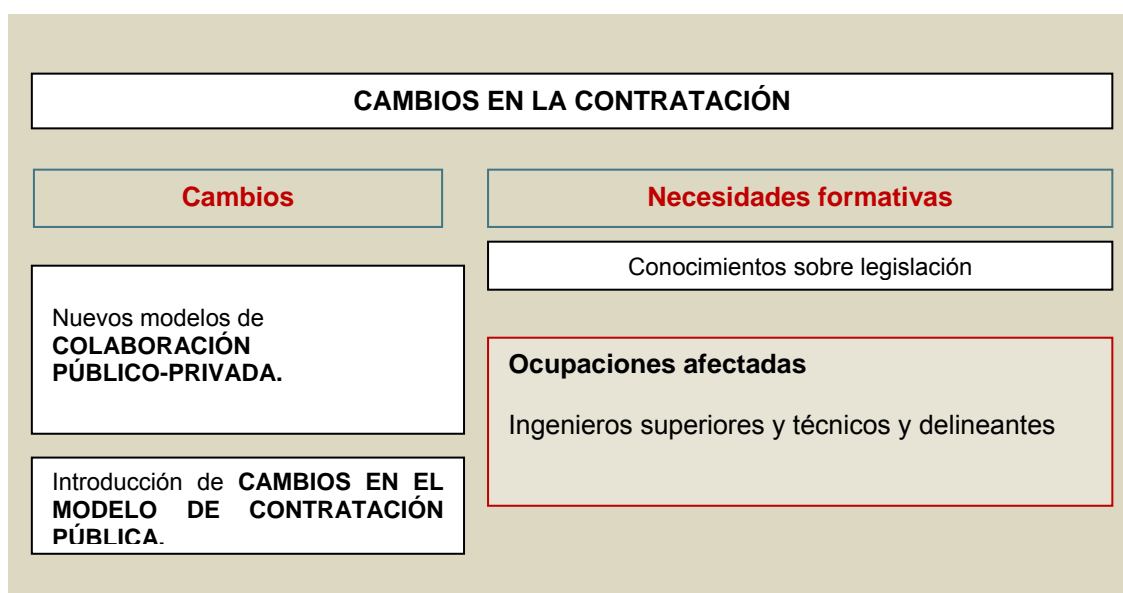 CAMBIOS EN LA CONTRATACIÓN
Cambios
Nuevos modelos de
COLABORACIÓN
PÚBLICO-PRIVADA.
Introducción de CAMBIOS EN EL
MODELO DE CONTRATACIÓN
PÚBLICA.
Necesidades formativas
Conocimientos sobre legislación
Ocupaciones afectadas
Ingenieros superiores y técnicos y delineantes